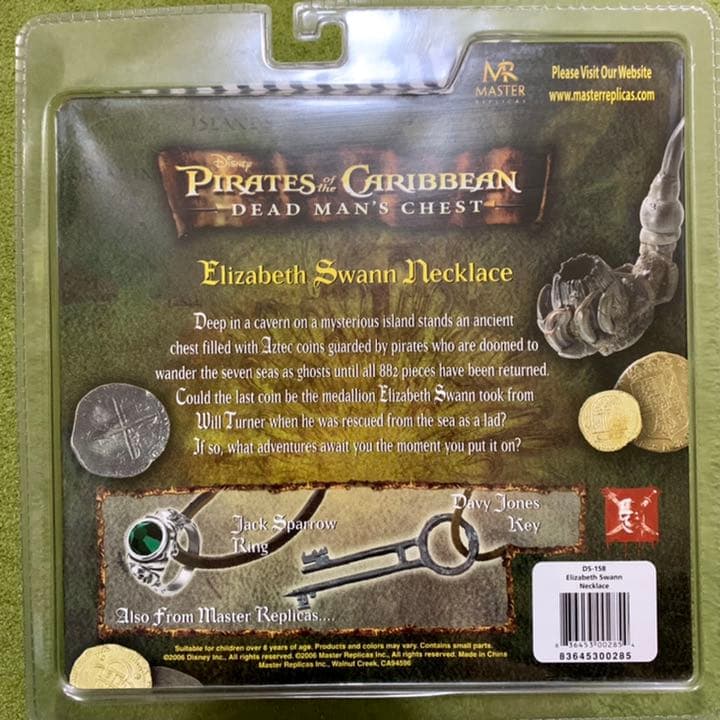 MR
MASTER
REPLICAS
Please Visit Our Website
www.masterreplicas.com
ISLA
Disney
PIRATES of the CARIBBEAN
DEAD MAN'S CHEST
Elizabeth Swann Necklace
Deep in a cavern on a mysterious island stands an ancient
chest filled with Aztec coins guarded by pirates who are doomed to
wander the seven seas as ghosts until all 882 pieces have been returned.
Could the last coin be the medallion Elizabeth Swann took from
Will Turner when he was rescued from the sea as a lad?
If so, what adventures await you the moment you put it on?
Jack Sparrow
Ring
Davy Jones
Key
Also From Master Replicas....
DS-158
Elizabeth Swann
Necklace
8 36453 00285 4
83645300285
Suitable for children over 8 years of age. Products and colors may vary. Contains small parts.
©2006 Disney Inc., All rights reserved. ©2006 Master Replicas Inc., All rights reserved. Made in China
Master Replicas Inc., Walnut Creek, CA94596